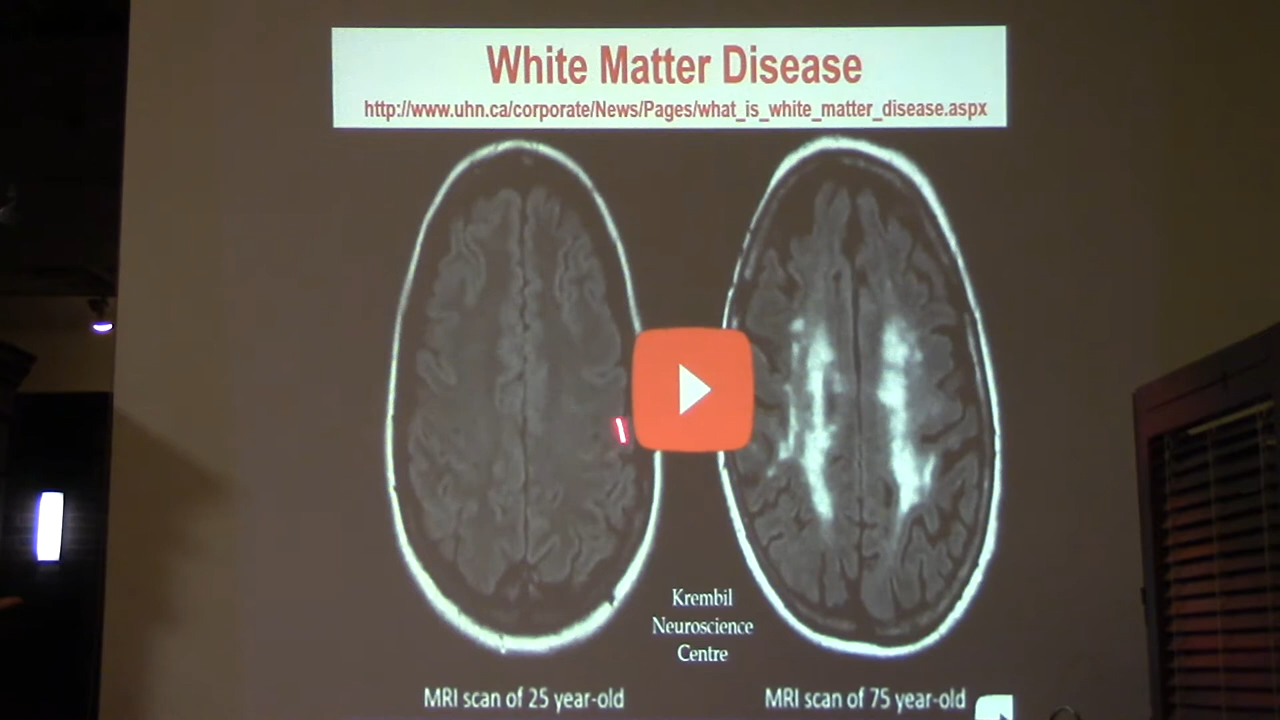 White Matter Disease
http://www.uhn.ca/corporate/News/Pages/what_is_white_matter_disease.aspx
Krembil
Neuroscience
Centre
MRI scan of 25 year-old
MRI scan of 75 year-old